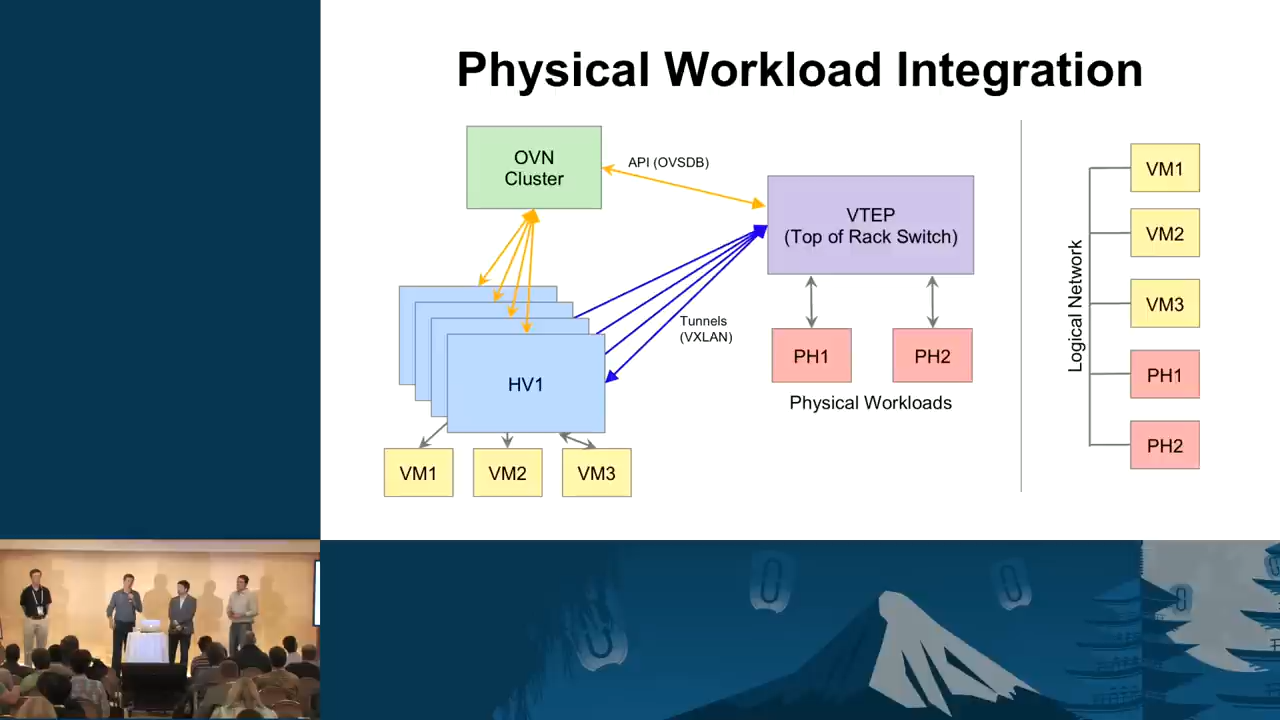 Physical Workload Integration
OVN
Cluster
API (OVSDB)
VTEP
(Top of Rack Switch)
Tunnels
(VXLAN)
HV1
VM1
VM2
VM3
PH1
PH2
Physical Workloads
Logical Network
VM1
VM2
VM3
PH1
PH2